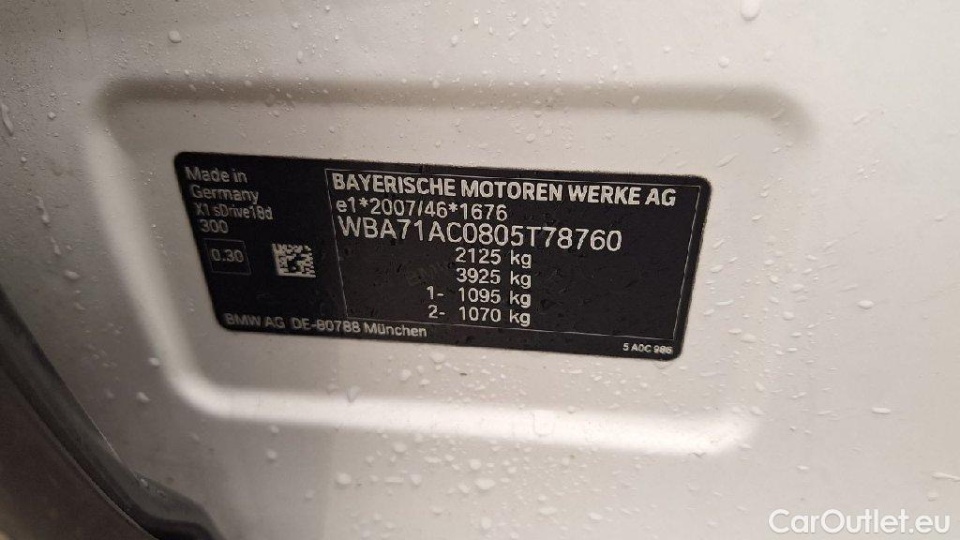 Made in
Germany
X1 sDrive18d
300
0.30
BAYERISCHE MOTOREN WERKE AG
e1*2007/46*1676
WBA71AC0805T78760
2125 kg
3925 kg
1- 1095 kg
2- 1070 kg
BMW AG DE-80788 München
5 A0C 986
CarOutlet.eu